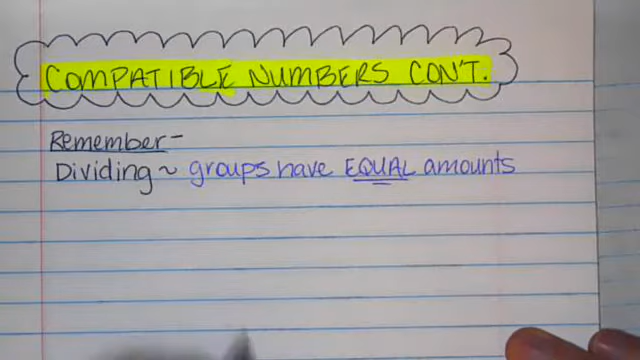 COMPATIBLE NUMBERS CON'T.
Remember-
Dividing ~ groups have EQUAL amounts